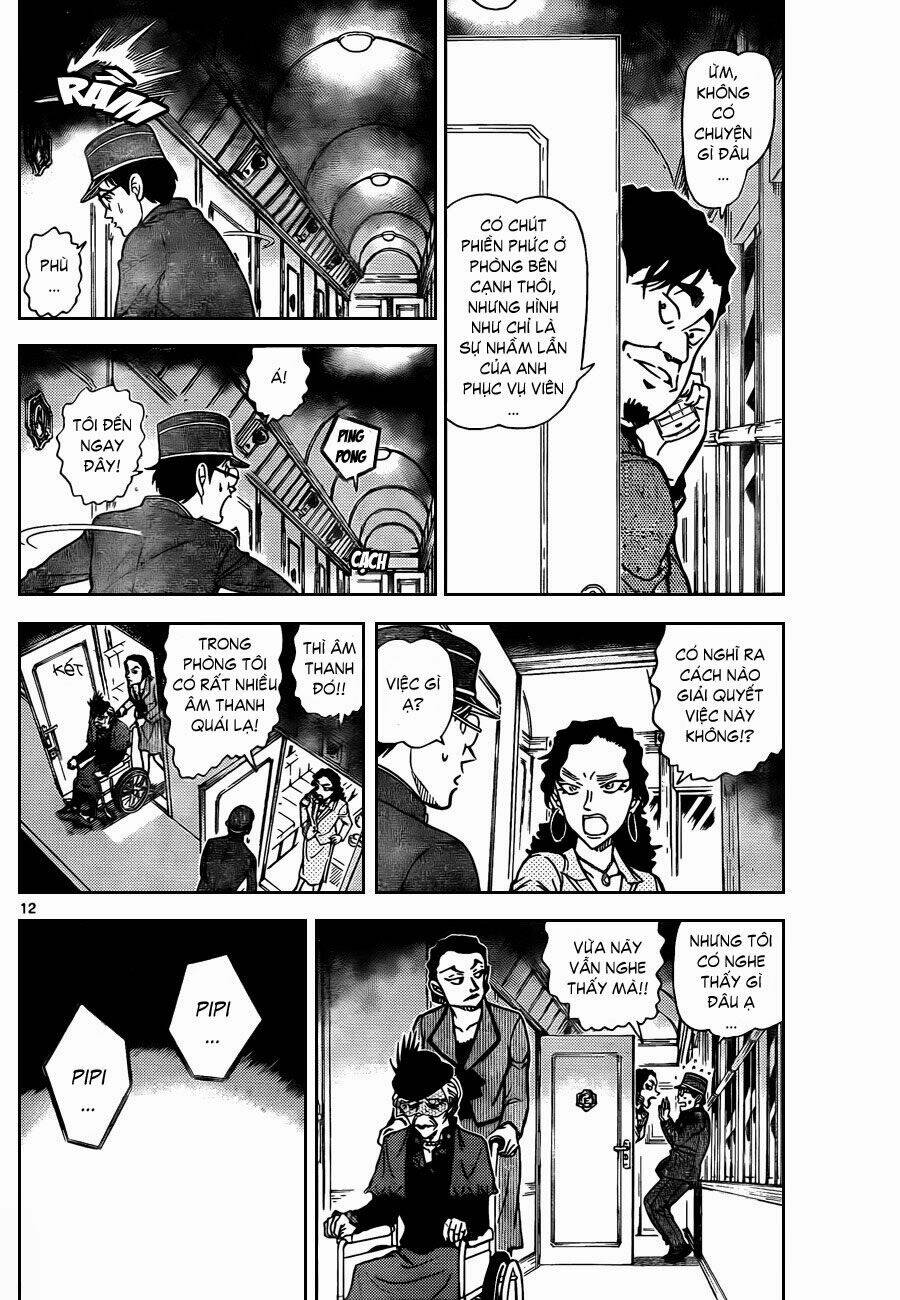 ỪM,
KHÔNG
CÓ
CHUYỆN
GÌ ĐÂU
...
CÓ CHÚT
PHIỀN PHỨC Ở
PHÒNG BÊN
CẠNH THÔI,
NHƯNG HÌNH
NHƯ CHỈ LÀ
SỰ NHẦM LẪN
CỦA ANH
PHỤC VỤ VIÊN
...
RẦM
PHÙ
...
Á!
PING
PONG
TÔI ĐẾN
NGAY
ĐÂY!
CẠCH
CÓ NGHĨ RA
CÁCH NÀO
GIẢI QUYẾT
VIỆC NÀY
KHÔNG!?
VIỆC GÌ
Ạ?
THÌ ÂM
THANH
ĐÓ!!
TRONG
PHÒNG TÔI
CÓ RẤT NHIỀU
ÂM THANH
QUÁI LẠ!
KÉT
12
NHƯNG TÔI
CÓ NGHE
THẤY GÌ
ĐÂU Ạ
...
VỪA NÃY
VẪN NGHE
THẤY MÀ!!
PIPI
...
PIPI
...